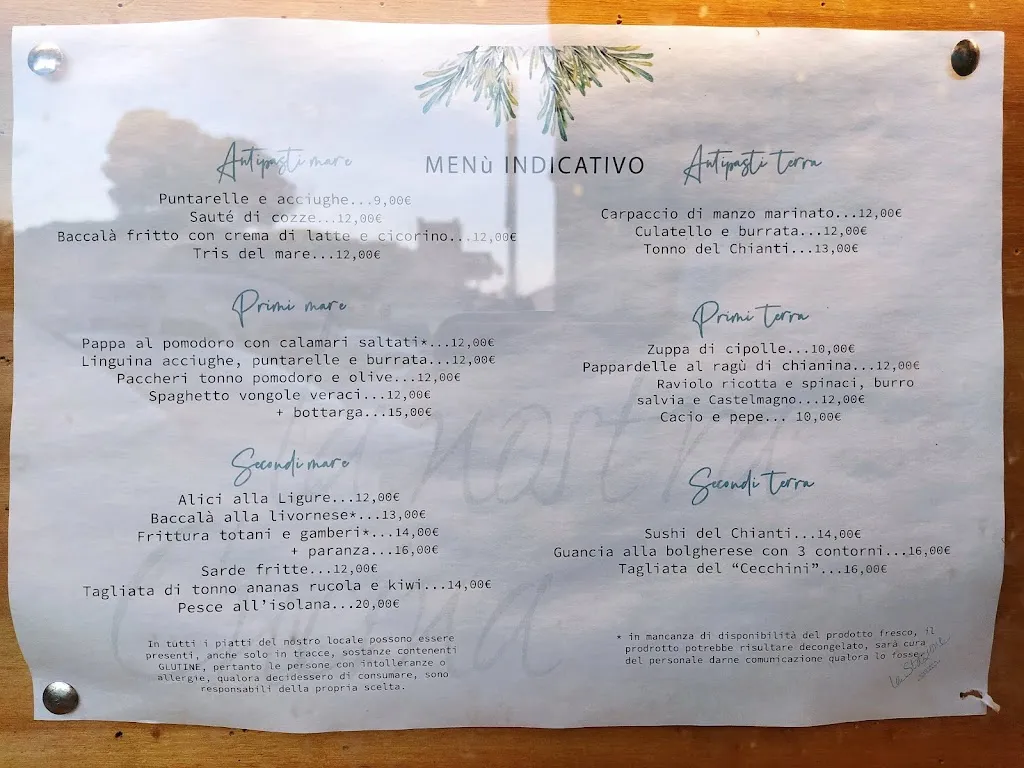 MENù INDICATIVO
Antipasti mare
Puntarelle e acciughe...9,00€
Sauté di cozze...12,00€
Baccalà fritto con crema di latte e cicorino...12,00€
Tris del mare...12,00€
Primi mare
Pappa al pomodoro con calamari saltati*...12,00€
Linguina acciughe, puntarelle e burrata...12,00€
Paccheri tonno pomodoro e olive...12,00€
Spaghetto vongole veraci...12,00€
+ bottarga...15,00€
Secondi mare
Alici alla Ligure...12,00€
Baccalà alla livornese*...13,00€
Frittura totani e gamberi*...14,00€
+ paranza...16,00€
Sarde fritte...12,00€
Tagliata di tonno ananas rucola e kiwi...14,00€
Pesce all'isolana...20,00€
In tutti i piatti del nostro locale possono essere
presenti, anche solo in tracce, sostanze contenenti
GLUTINE, pertanto le persone con intolleranze o
allergie, qualora decidessero di consumare, sono
responsabili della propria scelta.
Antipasti terra
Carpaccio di manzo marinato...12,00€
Culatello e burrata...12,00€
Tonno del Chianti...13,00€
Primi terra
Zuppa di cipolle...10,00€
Pappardelle al ragù di chianina...12,00€
Raviolo ricotta e spinaci, burro
salvia e Castelmagno...12,00€
Cacio e pepe... 10,00€
Secondi terra
Sushi del Chianti...14,00€
Guancia alla bolgherese con 3 contorni...16,00€
Tagliata del “Cecchini”...16,00€
* in mancanza di disponibilità del prodotto fresco, il
prodrotto potrebbe risultare decongelato, sarà cura
del personale darne comunicazione qualora lo fosse.
la nostra